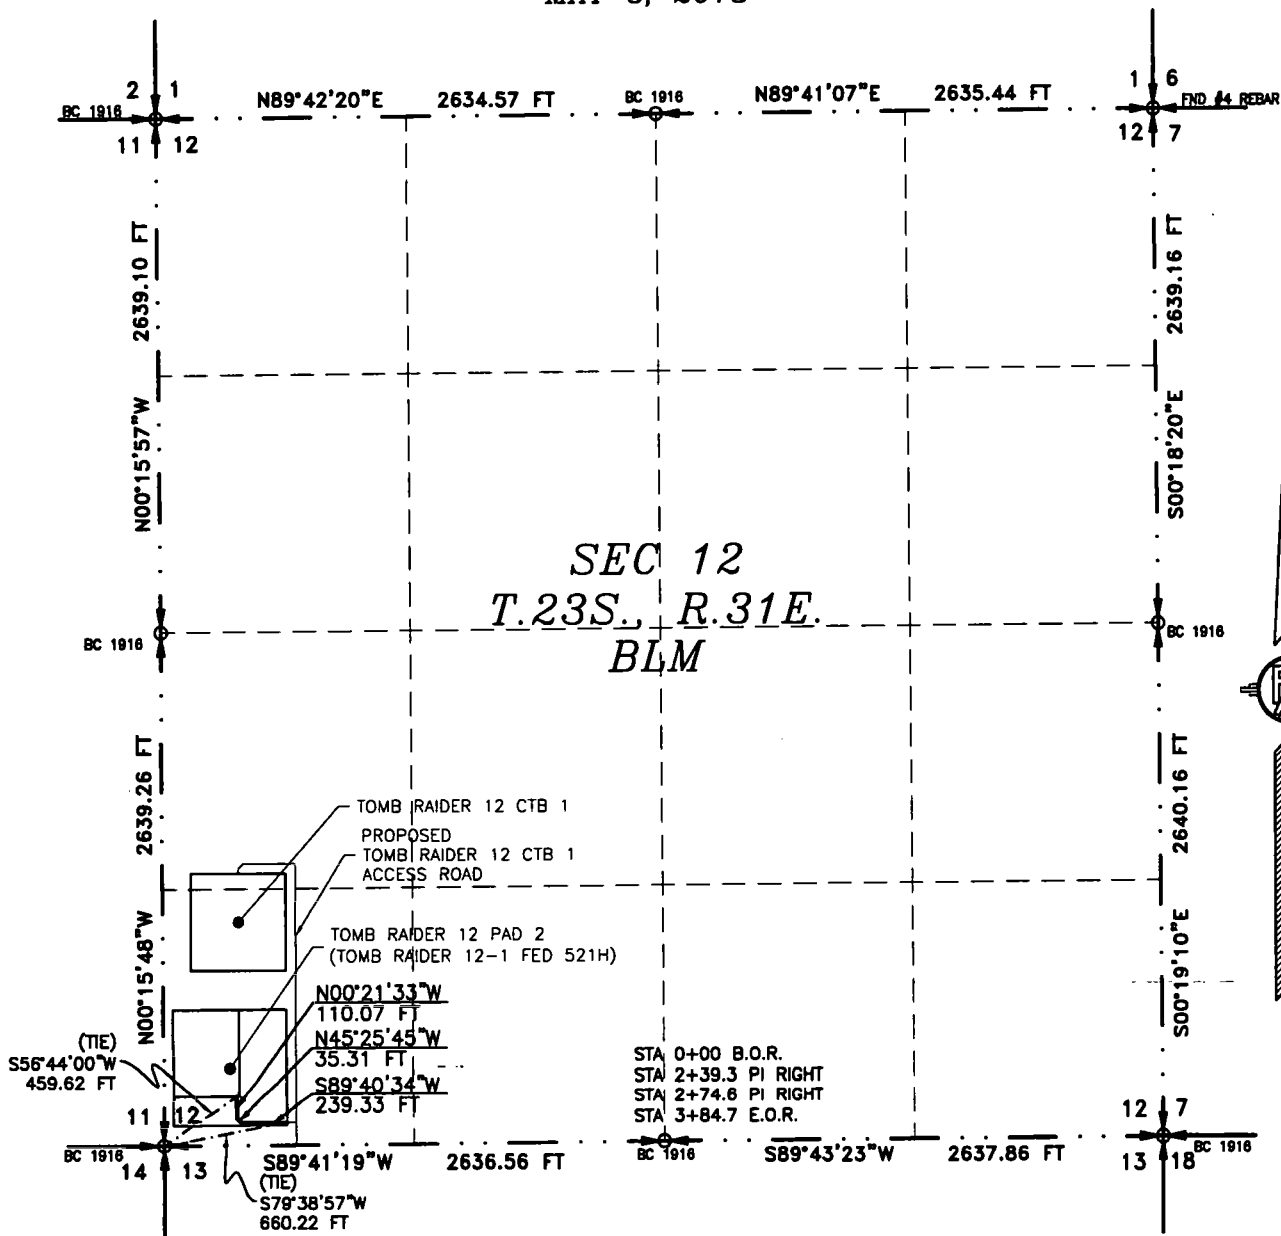 2 1
BC 1916
11 12
N89°42'20"E 2634.57 FT
BC 1916
N89°41'07"E 2635.44 FT
1 6
FND #4 REBAR
12 7
2639.10 FT
N00°15'57"W
2639.16 FT
S00°18'20"E
SEC 12
T.23S., R.31E.
BLM
BC 1916
BC 1916
2639.26 FT
N00°15'48"W
2640.16 FT
S00°19'10"E
TOMB RAIDER 12 CTB 1
PROPOSED
TOMB RAIDER 12 CTB 1
ACCESS ROAD
TOMB RAIDER 12 PAD 2
(TOMB RAIDER 12-1 FED 521H)
N00°21'33"W
110.07 FT
N45°25'45"W
35.31 FT
S89°40'34"W
239.33 FT
(TIE)
S56°44'00"W
459.62 FT
STA 0+00 B.O.R.
STA 2+39.3 PI RIGHT
STA 2+74.6 PI RIGHT
STA 3+84.7 E.O.R.
11 12
BC 1916
14 13
S89°41'19"W 2636.56 FT
(TIE)
S79°38'57"W
660.22 FT
BC 1916
S89°43'23"W 2637.86 FT
12 7
13 18
BC 1916